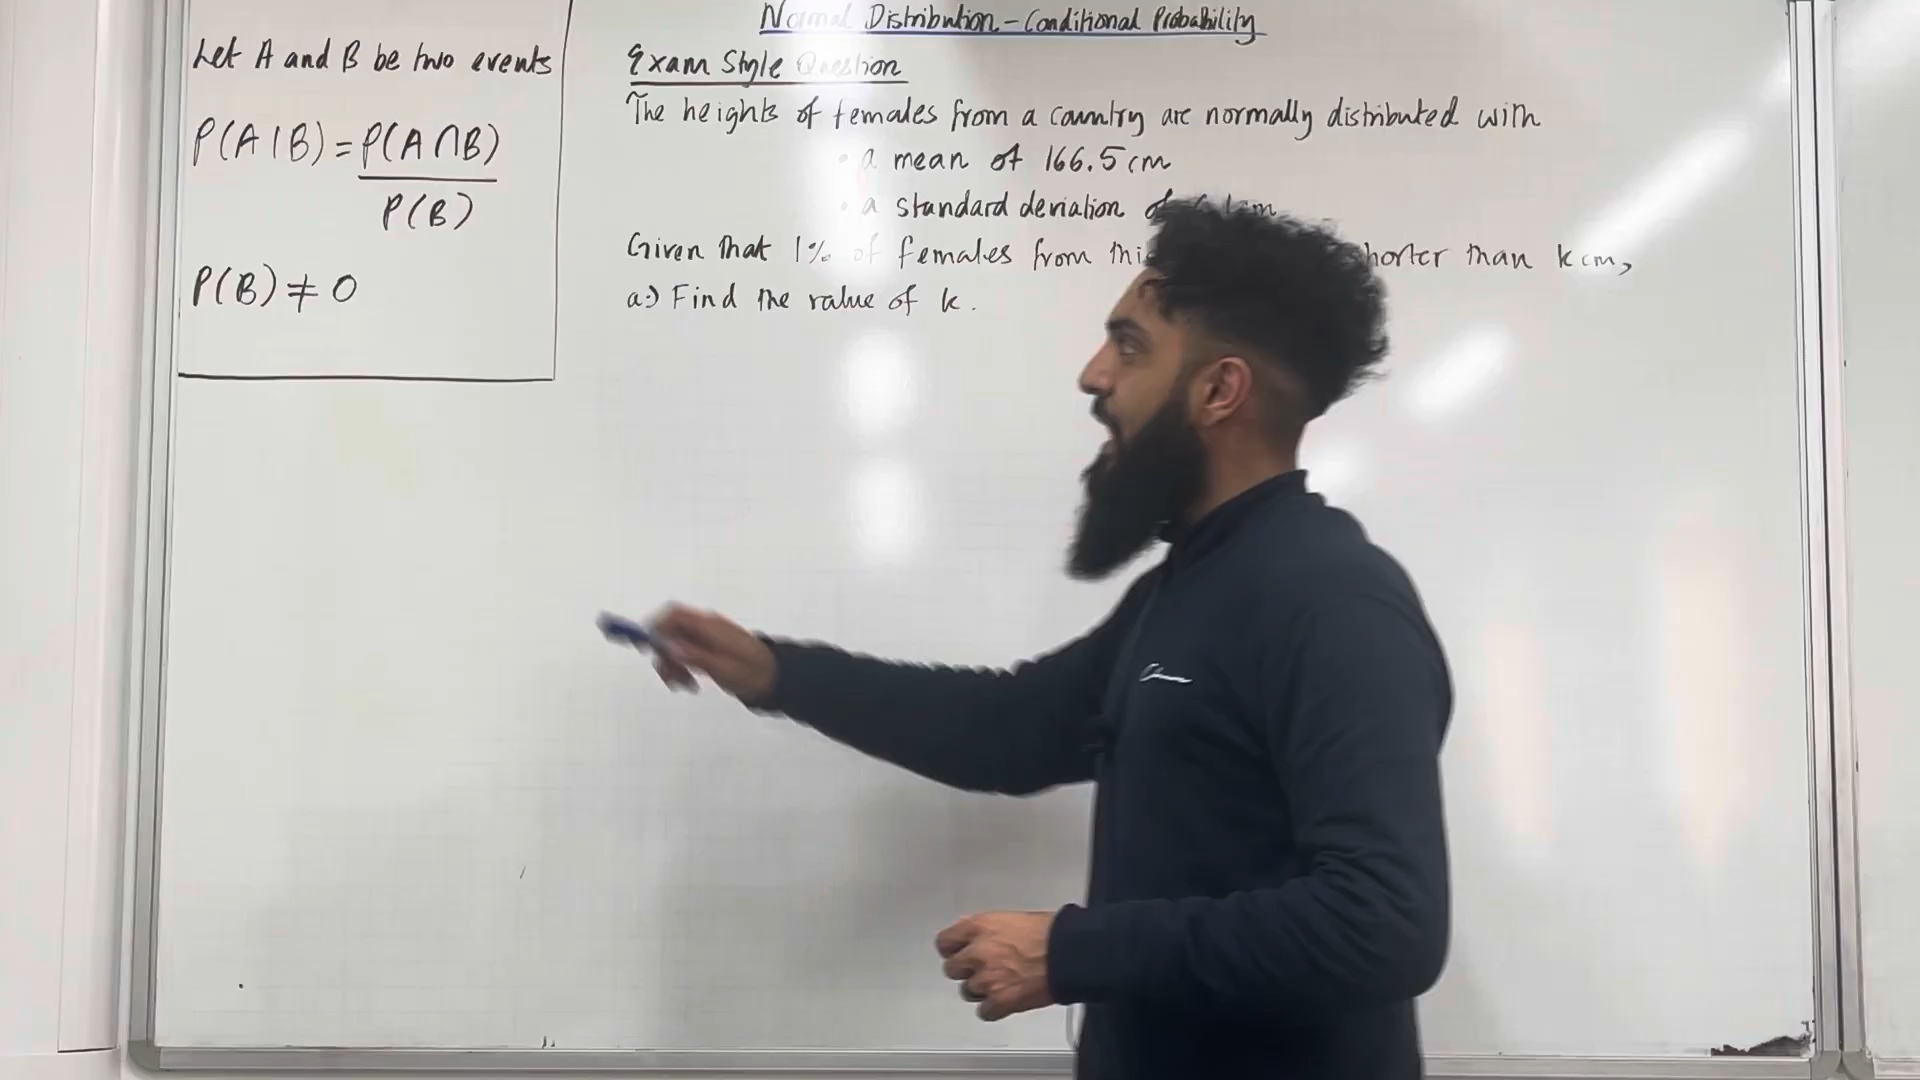 Let A and B be two events
P(A|B) = P(A∩B)
P(B)
P(B) ≠ 0
Normal Distribution - Conditional Probability
Exam Style Question
The heights of females from a country are normally distributed with
• a mean of 166.5 cm
• a standard deviation
Given that 1% of females from shorter than k cm,
a:) Find the value of k.